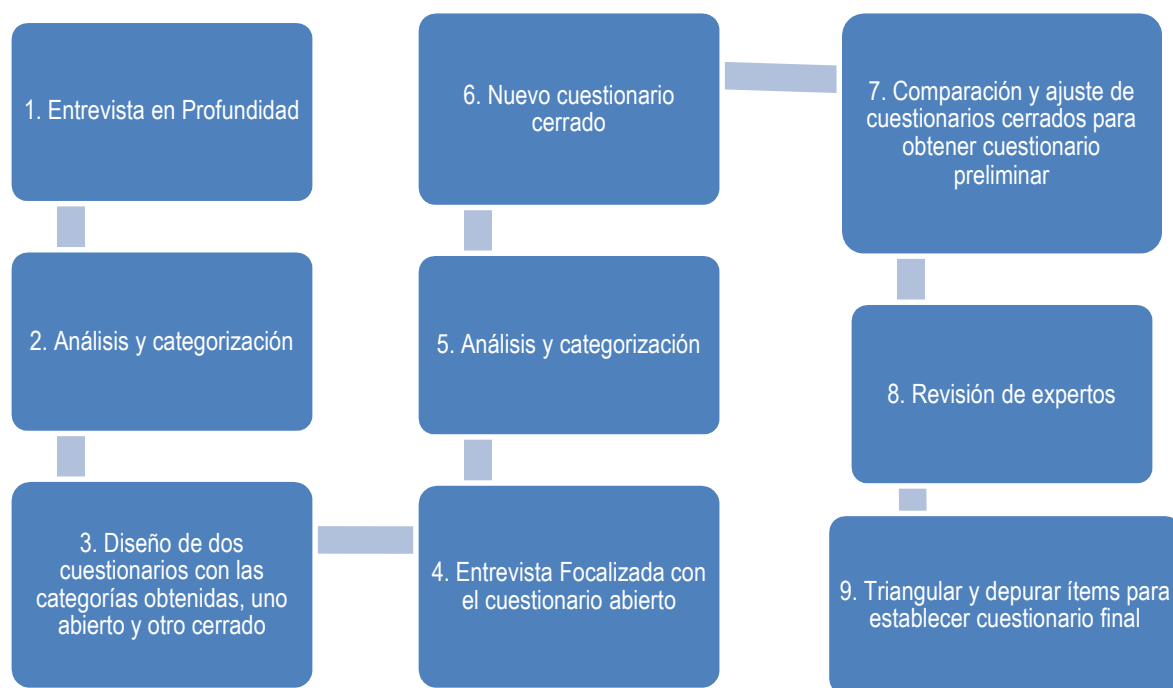 1. Entrevista en Profundidad
2. Análisis y categorización
3. Diseño de dos
cuestionarios con las
categorías obtenidas, uno
abierto y otro cerrado
4. Entrevista Focalizada con
el cuestionario abierto
5. Análisis y categorización
6. Nuevo cuestionario
cerrado
7. Comparación y ajuste de
cuestionarios cerrados para
obtener cuestionario
preliminar
8. Revisión de expertos
9. Triangular y depurar ítems para
establecer cuestionario final